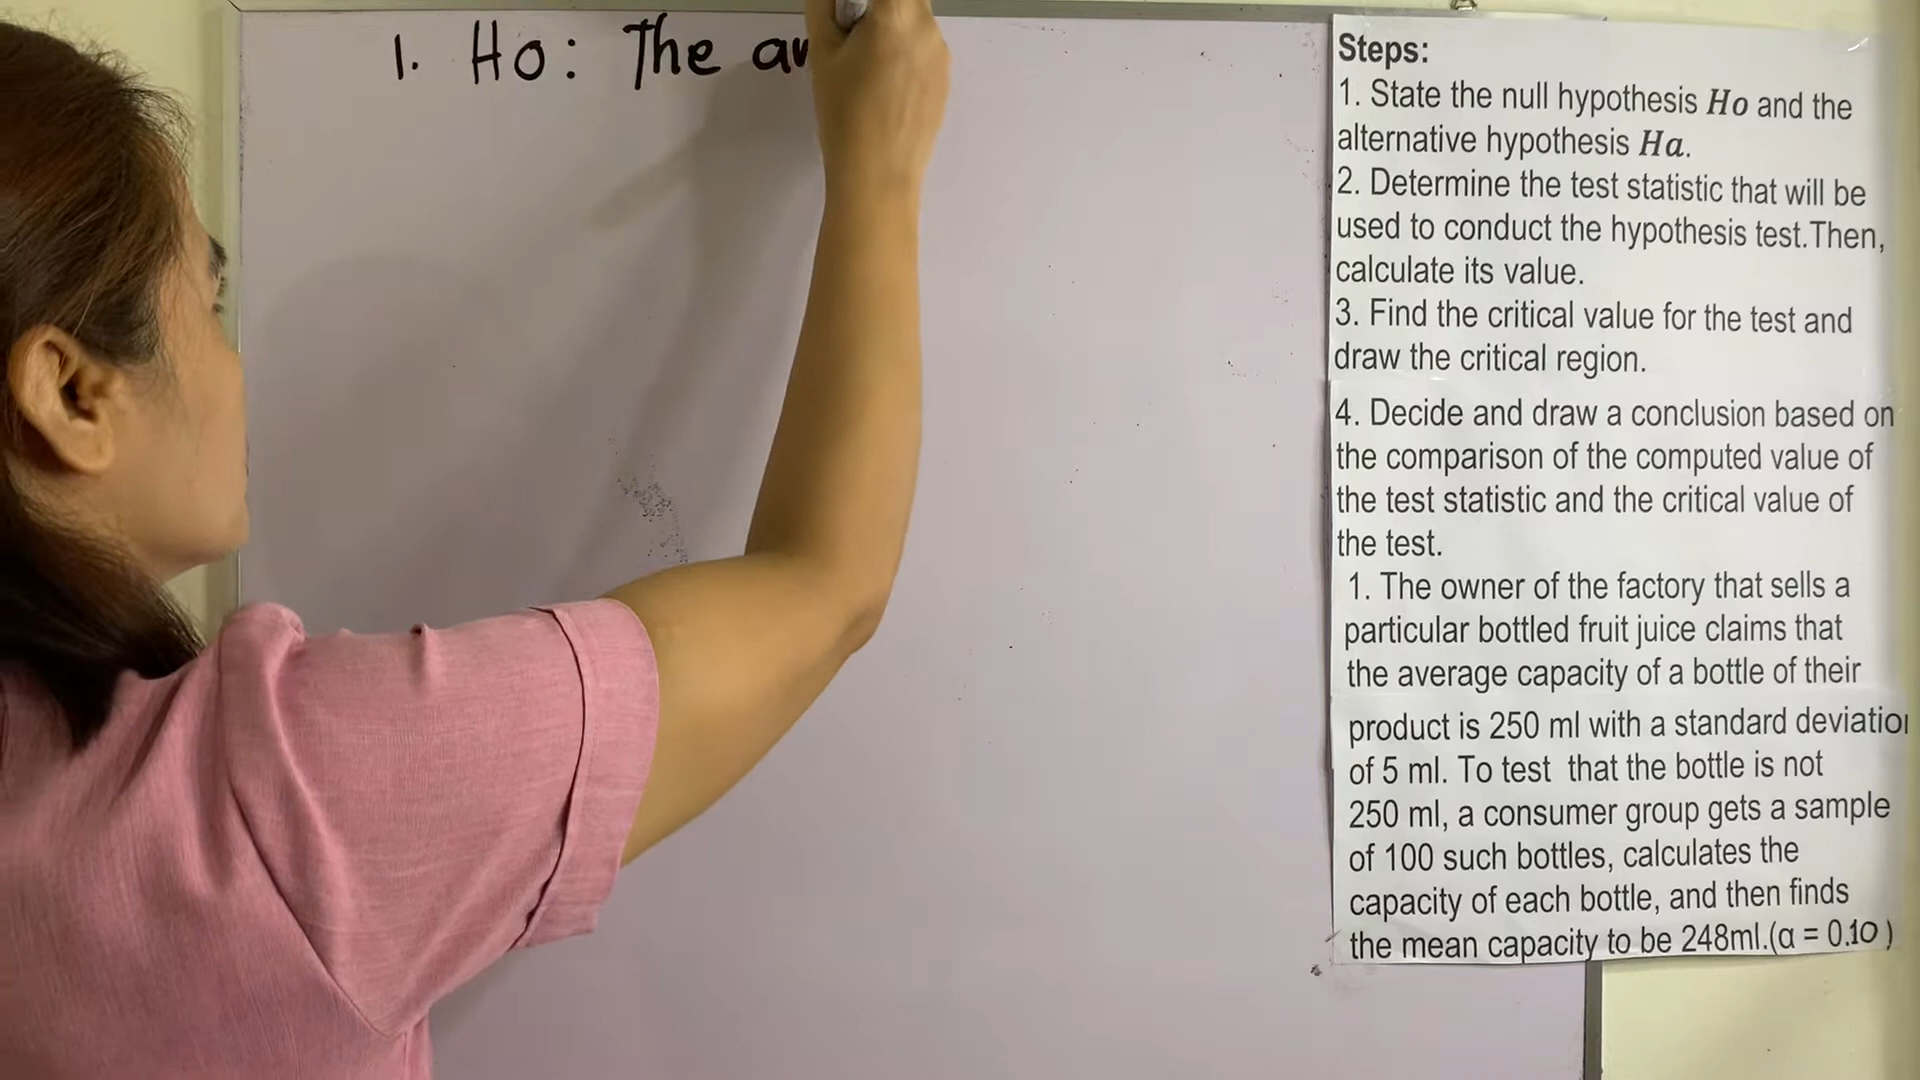 1. Ho: The av
Steps:
1. State the null hypothesis Ho and the
alternative hypothesis Ha.
2. Determine the test statistic that will be
used to conduct the hypothesis test.Then,
calculate its value.
3. Find the critical value for the test and
draw the critical region.
4. Decide and draw a conclusion based on
the comparison of the computed value of
the test statistic and the critical value of
the test.
1. The owner of the factory that sells a
particular bottled fruit juice claims that
the average capacity of a bottle of their
product is 250 ml with a standard deviation
of 5 ml. To test that the bottle is not
250 ml, a consumer group gets a sample
of 100 such bottles, calculates the
capacity of each bottle, and then finds
the mean capacity to be 248ml.(α = 0.10)